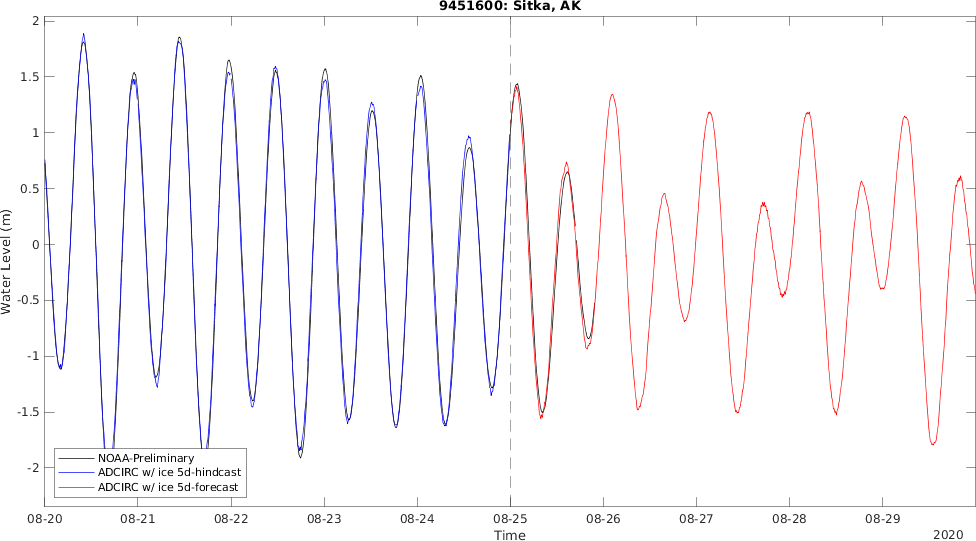 9451600: Sitka, AK
2
1.5
1
0.5
0
-0.5
-1
-1.5
-2
Water Level (m)
NOAA-Preliminary
ADCIRC w/ ice 5d-hindcast
ADCIRC w/ ice 5d-forecast
08-20 08-21 08-22 08-23 08-24 08-25 08-26 08-27 08-28 08-29
Time
2020